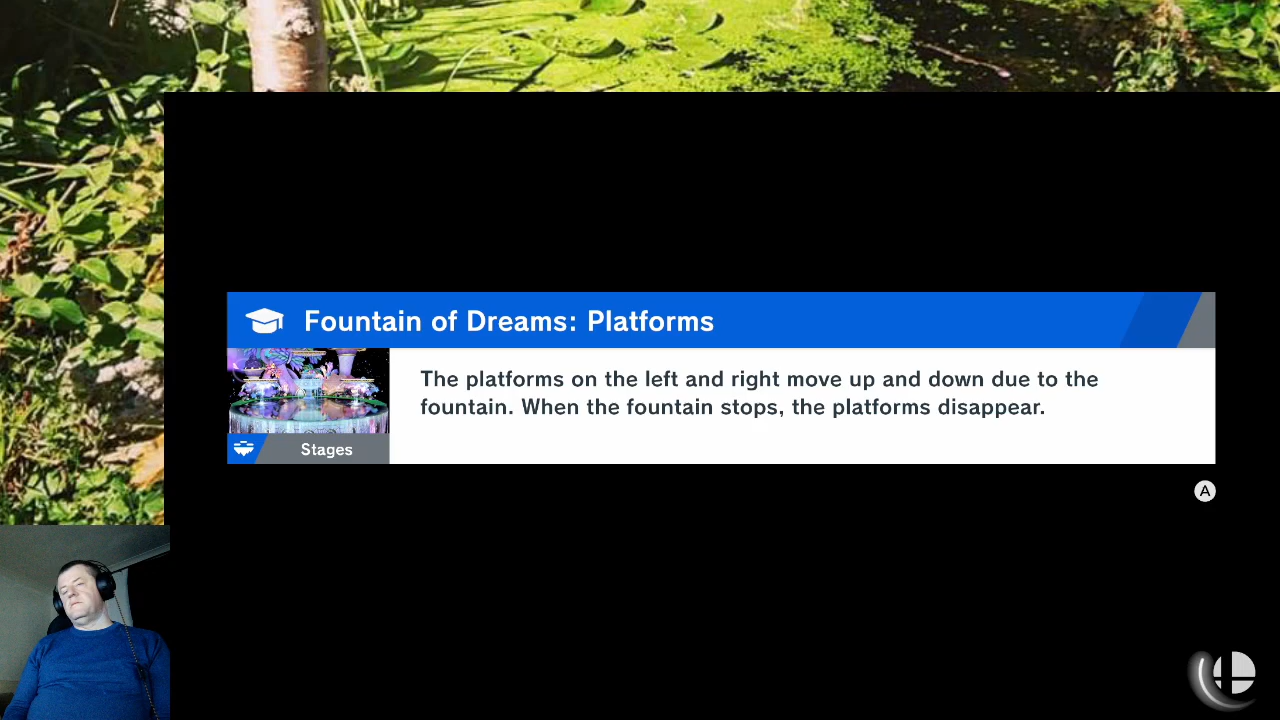 Fountain of Dreams: Platforms
The platforms on the left and right move up and down due to the
fountain. When the fountain stops, the platforms disappear.
Stages
A